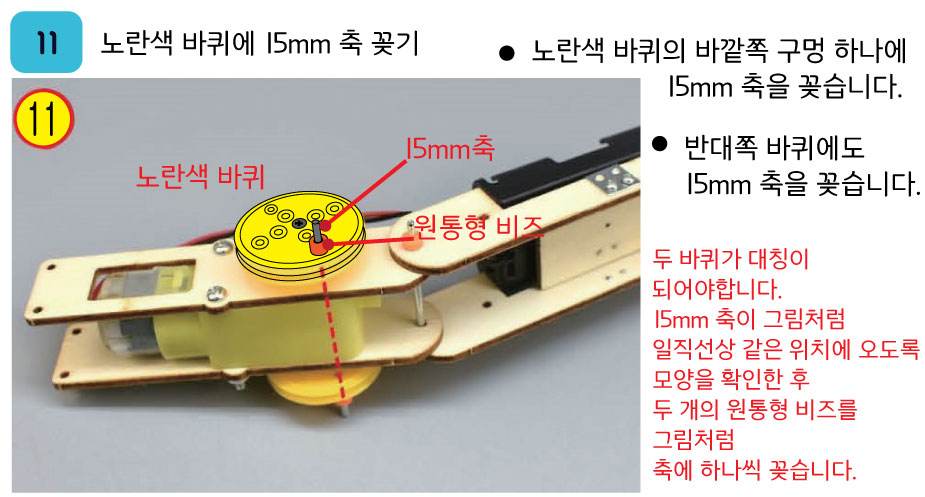 11
노란색 바퀴에 15mm 축 꽂기
● 노란색 바퀴의 바깥쪽 구멍 하나에
15mm 축을 꽂습니다.
● 반대쪽 바퀴에도
15mm 축을 꽂습니다.
11
15mm축
노란색 바퀴
원통형 비즈
두 바퀴가 대칭이
되어야합니다.
15mm 축이 그림처럼
일직선상 같은 위치에 오도록
모양을 확인한 후
두 개의 원통형 비즈를
그림처럼
축에 하나씩 꽂습니다.